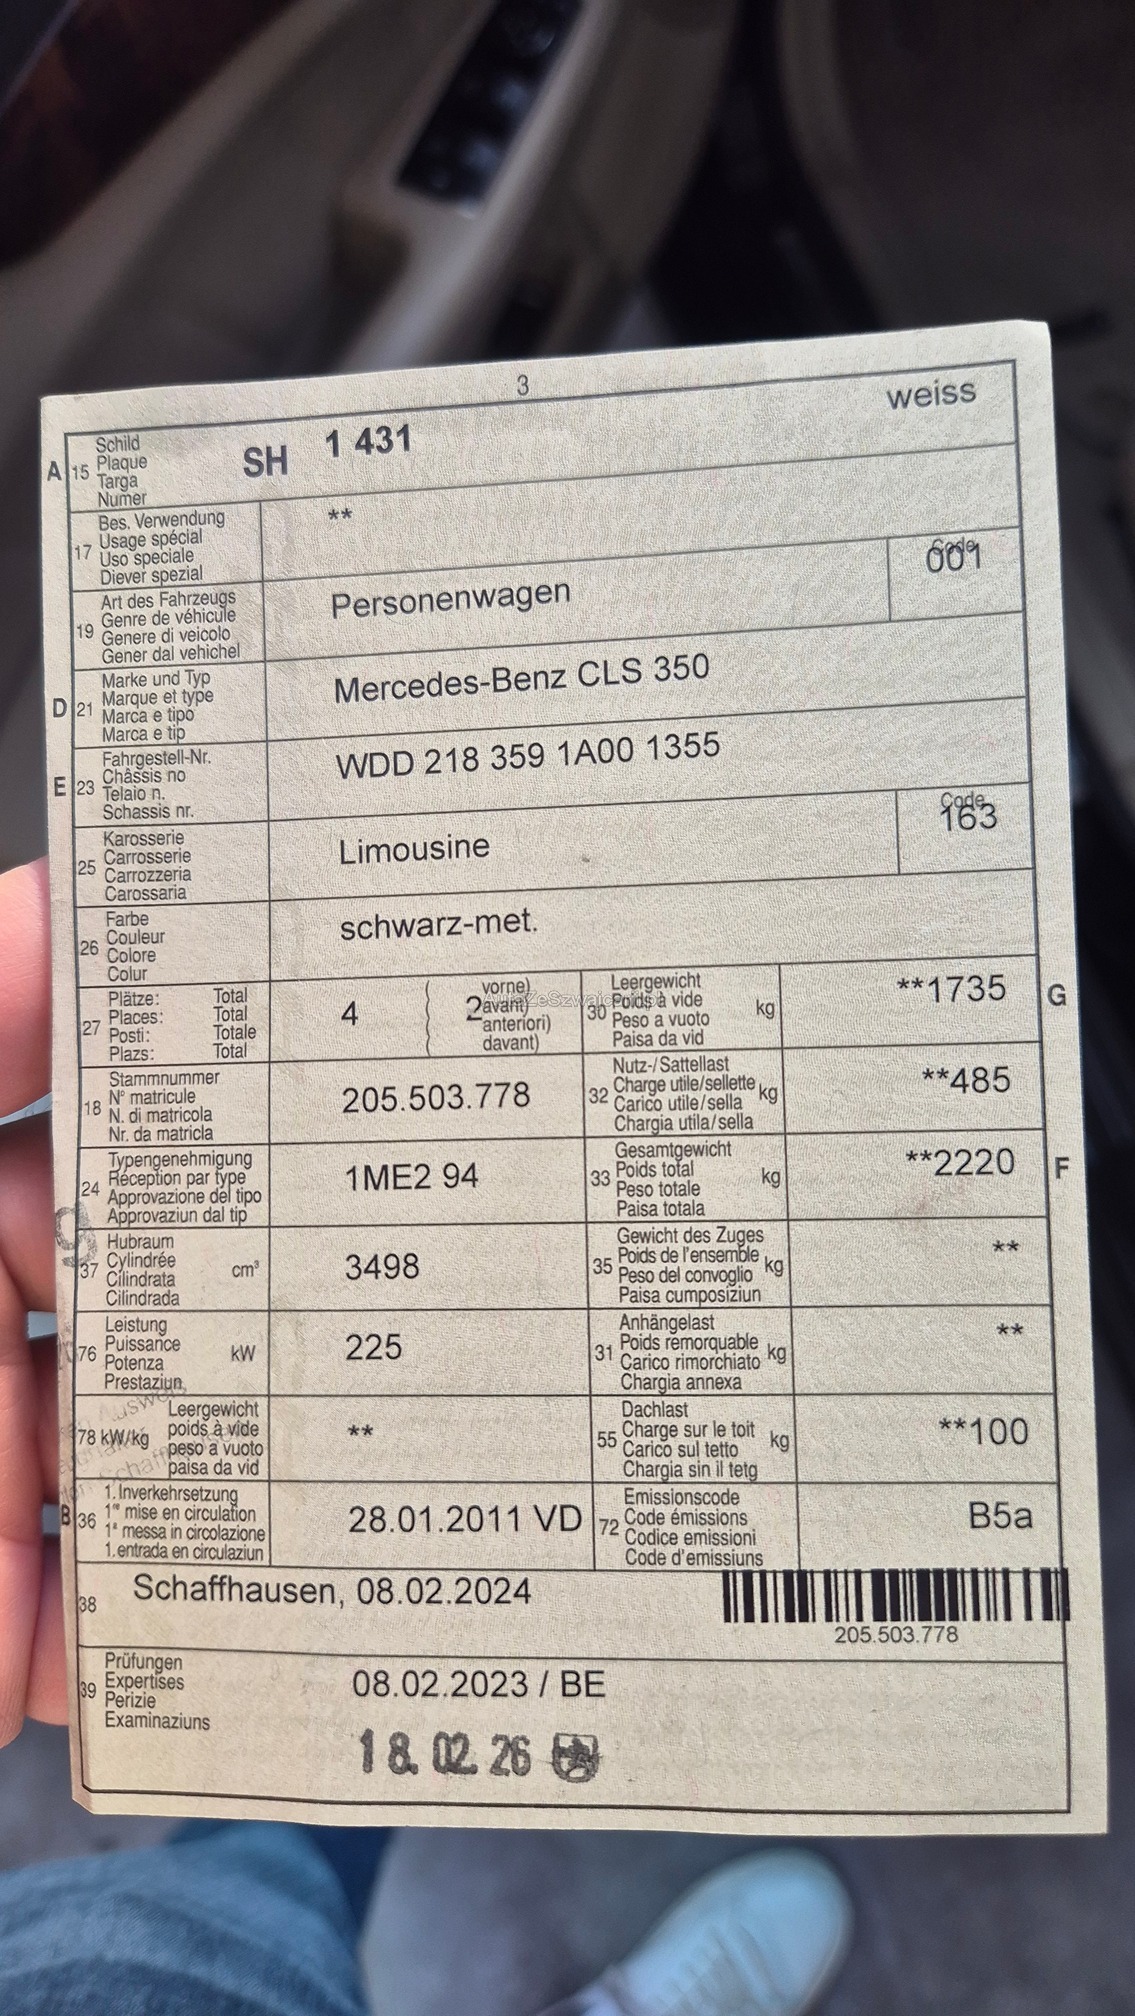 3
weiss
A 15 Schild Plaque Targa Numer SH 1 431
17 Bes. Verwendung Usage spécial Uso speciale Diever spezial **
19 Art des Fahrzeugs Genre de véhicule Genere di veicolo Gener dal vehichel Personenwagen Code 001
D 21 Marke und Typ Marque et type Marca e tipo Marca e tip Mercedes-Benz CLS 350
E 23 Fahrgestell-Nr. Châssis no Telaio n. Schassis nr. WDD 218 359 1A00 1355
25 Karosserie Carrosserie Carrozzeria Carossaria Limousine Code 163
26 Farbe Couleur Colore Colur schwarz-met.
27 Plätze: Total Places: Total Posti: Totale Plazs: Total 4 2 vorne) avant) anteriori) davant)
30 Leergewicht Poids à vide Peso a vuoto Paisa da vid kg **1735 G
18 Stammnummer N° matricule N. di matricola Nr. da matricla 205.503.778
32 Nutz-/Sattellast Charge utile/sellette Carico utile/sella Chargia utila/sella kg **485
24 Typengenehmigung Réception par type Approvazione del tipo Approvaziun dal tip 1ME2 94
33 Gesamtgewicht Poids total Peso totale Paisa totala kg **2220 F
37 Hubraum Cylindrée Cilindrata Cilindrada cm³ 3498
35 Gewicht des Zuges Poids de l'ensemble Peso del convoglio Paisa cumposiziun kg **
76 Leistung Puissance Potenza Prestaziun kW 225
31 Anhängelast Poids remorquable Carico rimorchiato Chargia annexa kg **
78 kW/kg Leergewicht poids à vide peso a vuoto paisa da vid **
55 Dachlast Charge sur le toit Carico sul tetto Chargia sin il tetg kg **100
B 36 1. Inverkehrsetzung 1re mise en circulation 1a messa in circolazione 1. entrada en circulaziun 28.01.2011 VD
72 Emissionscode Code émissions Codice emissioni Code d'emissiuns B5a
38 Schaffhausen, 08.02.2024
205.503.778
39 Prüfungen Expertises Perizie Examinaziuns 08.02.2023 / BE
18.02.26